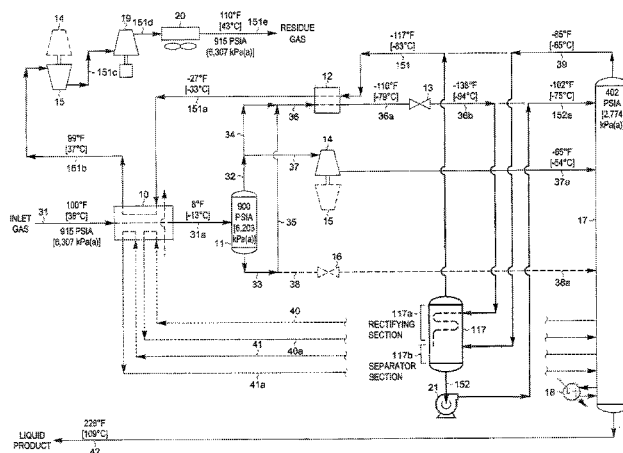 14
19
151d
20
110°F
[43°C]
151e
RESIDUE
GAS
915 PSIA
[6,307 kPa(a)]
15
151c
-117°F
[-83°C]
151
-85°F
[-65°C]
39
12
-27°F
[-33°C]
151a
-110°F
[-79°C]
13
-138°F
[-94°C]
-102°F
[-75°C]
36
36a
36b
152a
402
PSIA
[2,774
kPa(a)]
99°F
[37°C]
151b
34
14
-65°F
[-54°C]
37
37a
32
15
17
10
INLET
GAS
31
100°F
[38°C]
915 PSIA
[6,307 kPa(a)]
8°F
[-13°C]
31a
900
PSIA
[6,203
kPa(a)]
11
35
16
33
38
38a
117a
RECTIFYING
SECTION
117
40
41
40a
41a
117b
SEPARATOR
SECTION
21
152
18
228°F
[109°C]
LIQUID
PRODUCT
42